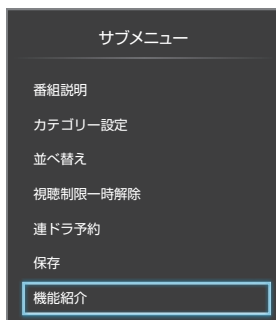 サブメニュー
番組説明
カテゴリー設定
並べ替え
視聴制限一時解除
連ドラ予約
保存
機能紹介